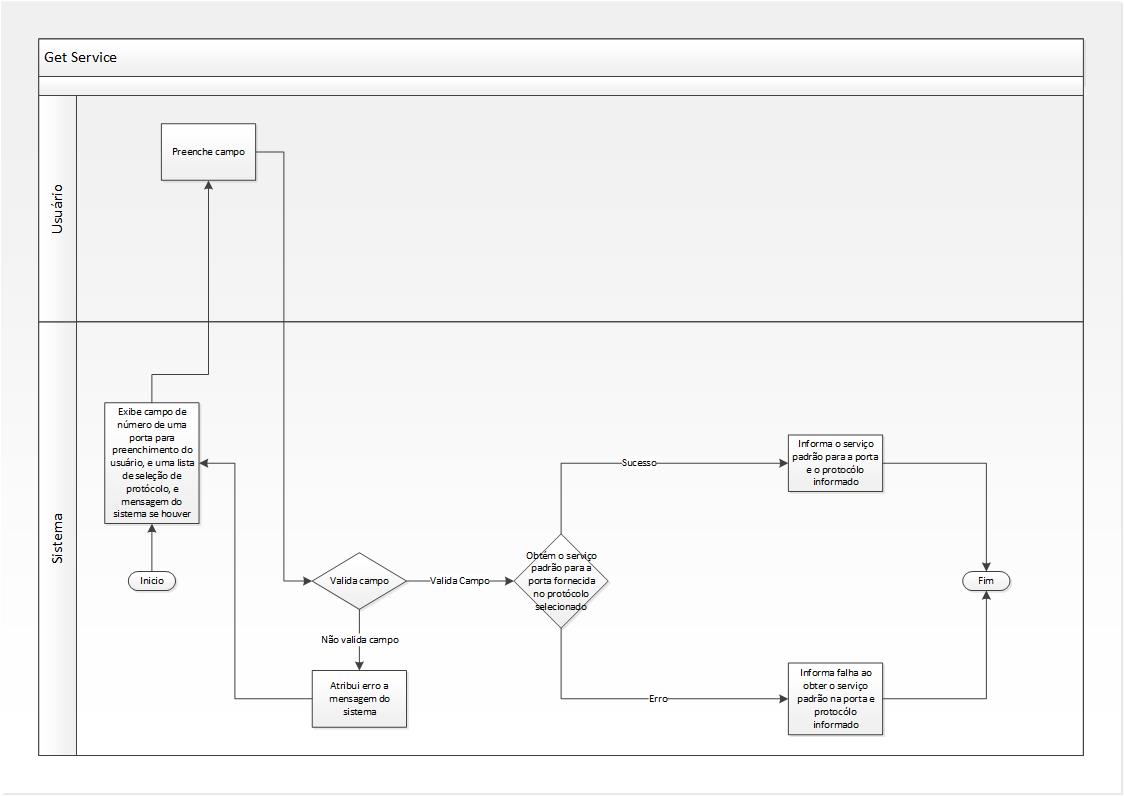 Get Service
Usuário
Preenche campo
Sistema
Exibe campo de
número de uma
porta para
preenchimento do
usuário, e uma lista
de seleção de
protócolo, e
mensagem do
sistema se houver
Inicio
Valida campo
Valida Campo
Não valida campo
Atribui erro a
mensagem do
sistema
Obtém o serviço
padrão para a
porta fornecida
no protócolo
selecionado
Sucesso
Informa o serviço
padrão para a porta
e o protocólo
informado
Erro
Informa falha ao
obter o serviço
padrão na porta e
protocólo
informado
Fim